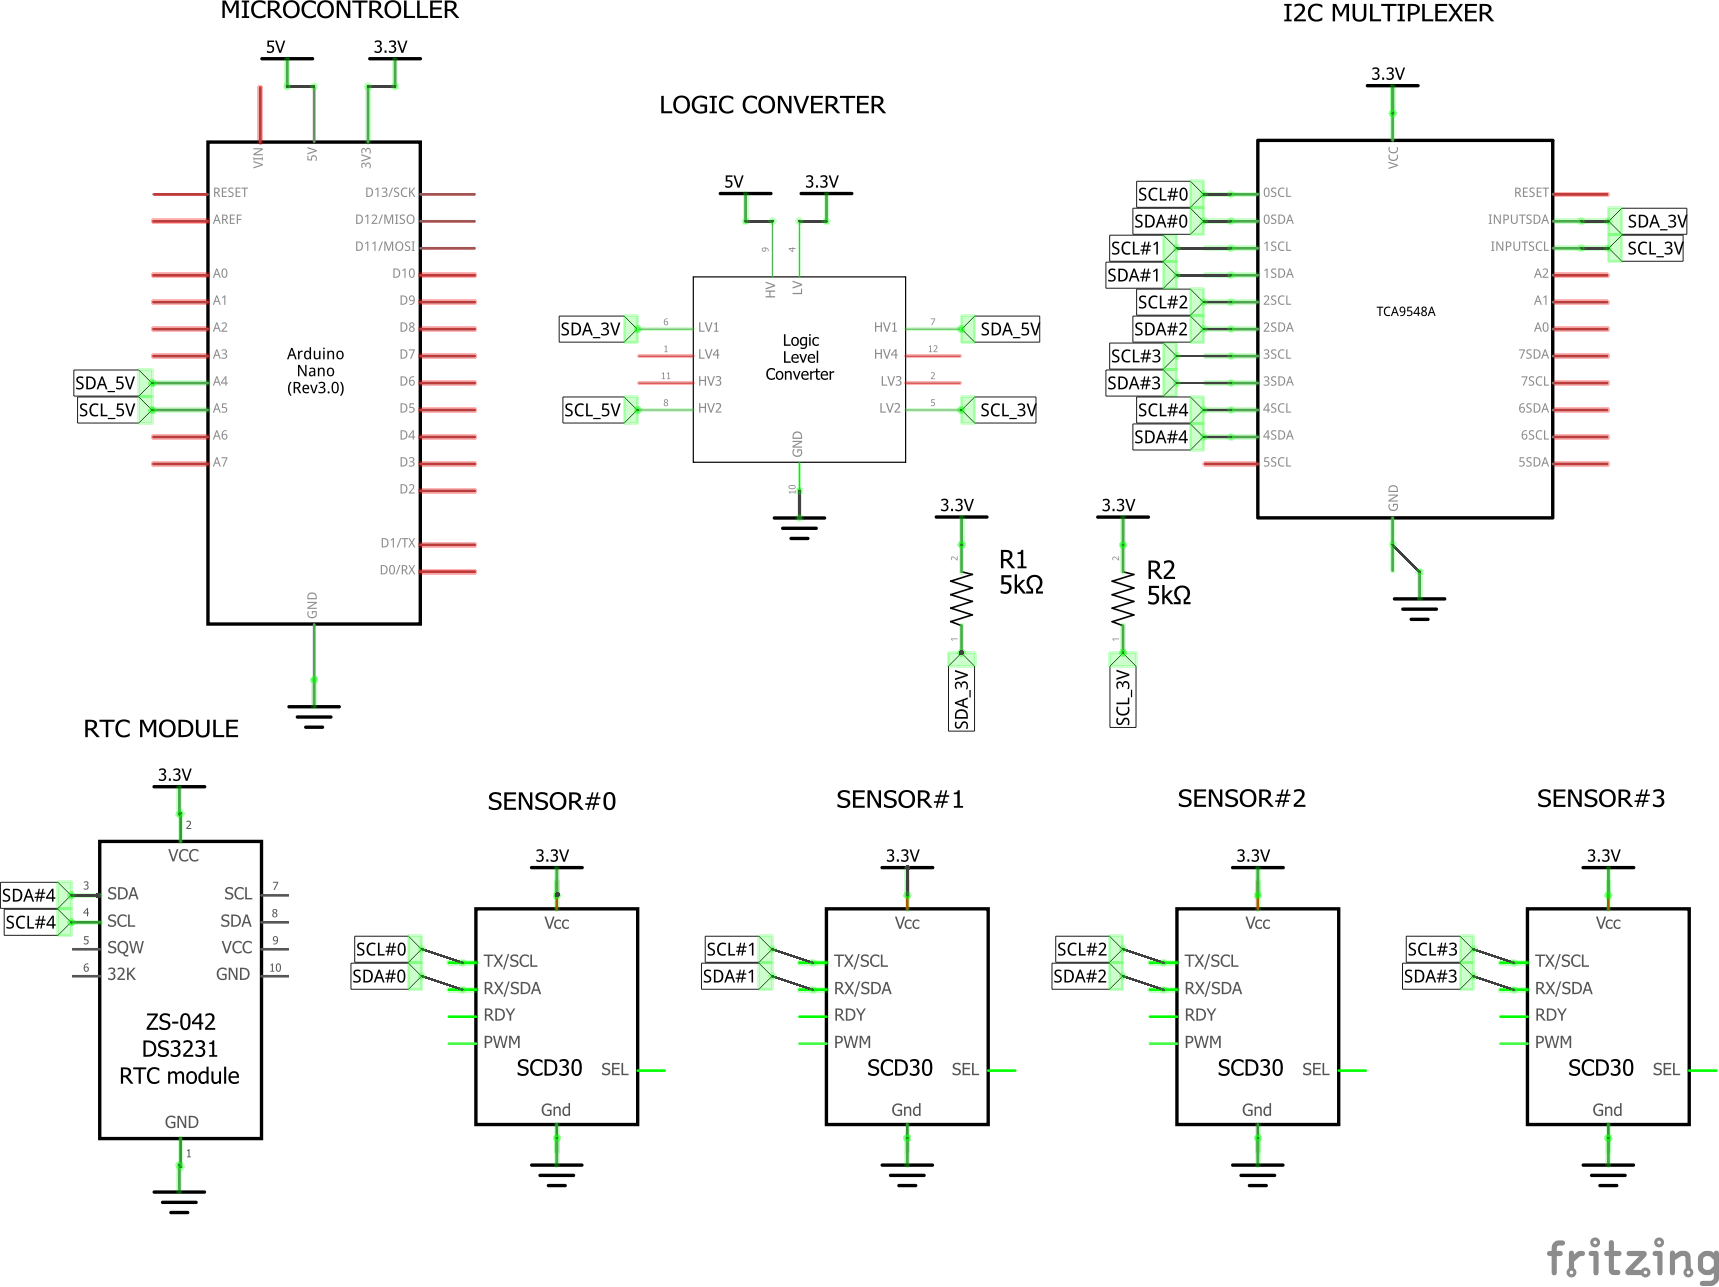 MICROCONTROLLER
5V
3.3V
VIN
5V
3V3
RESET
AREF
A0
A1
A2
A3
SDA_5V
A4
SCL_5V
A5
A6
A7
D13/SCK
D12/MISO
D11/MOSI
D10
D9
D8
D7
D6
D5
D4
D3
D2
D1/TX
D0/RX
Arduino
Nano
(Rev3.0)
GND
LOGIC CONVERTER
5V
3.3V
9
4
HV
LV
SDA_3V
6
LV1
1
LV4
11
HV3
SCL_5V
8
HV2
Logic
Level
Converter
HV1
7
SDA_5V
HV4
12
LV3
2
LV2
5
SCL_3V
GND
10
3.3V
2
R1
5kΩ
1
SDA_3V
3.3V
2
R2
5kΩ
1
SCL_3V
I2C MULTIPLEXER
3.3V
VCC
SCL#0
0SCL
SDA#0
0SDA
SCL#1
1SCL
SDA#1
1SDA
SCL#2
2SCL
SDA#2
2SDA
SCL#3
3SCL
SDA#3
3SDA
SCL#4
4SCL
SDA#4
4SDA
5SCL
TCA9548A
RESET
INPUTSDA
SDA_3V
INPUTSCL
SCL_3V
A2
A1
A0
7SDA
7SCL
6SDA
6SCL
5SDA
GND
RTC MODULE
3.3V
2
VCC
SDA#4
3
SDA
SCL#4
4
SCL
5
SQW
6
32K
SCL
7
SDA
8
VCC
9
GND
10
ZS-042
DS3231
RTC module
GND
1
SENSOR#0
3.3V
Vcc
SCL#0
TX/SCL
SDA#0
RX/SDA
RDY
PWM
SCD30
SEL
Gnd
SENSOR#1
3.3V
Vcc
SCL#1
TX/SCL
SDA#1
RX/SDA
RDY
PWM
SCD30
SEL
Gnd
SENSOR#2
3.3V
Vcc
SCL#2
TX/SCL
SDA#2
RX/SDA
RDY
PWM
SCD30
SEL
Gnd
SENSOR#3
3.3V
Vcc
SCL#3
TX/SCL
SDA#3
RX/SDA
RDY
PWM
SCD30
SEL
Gnd
fritzing